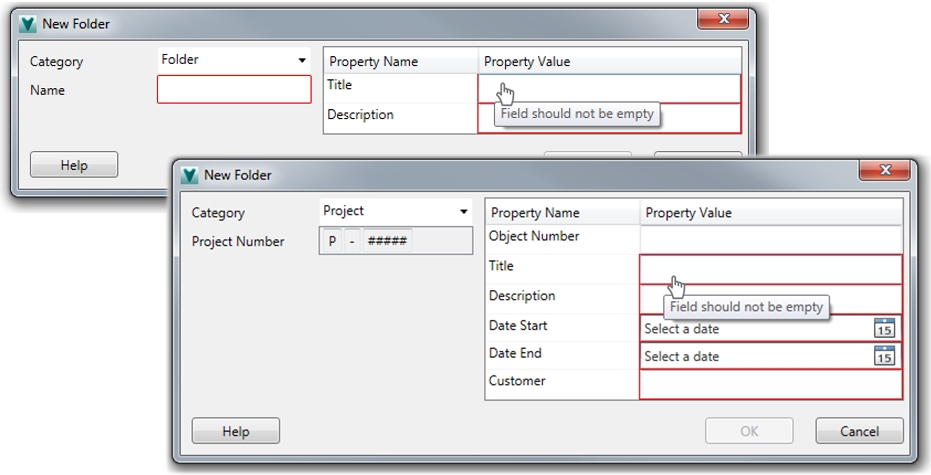 New Folder
Category Folder
Name
Property Name Property Value
Title
Field should not be empty
Description
Help
New Folder
Category Project
Project Number P - #####
Property Name Property Value
Object Number
Title
Description
Field should not be empty
Date Start Select a date 15
Date End Select a date 15
Customer
Help OK Cancel